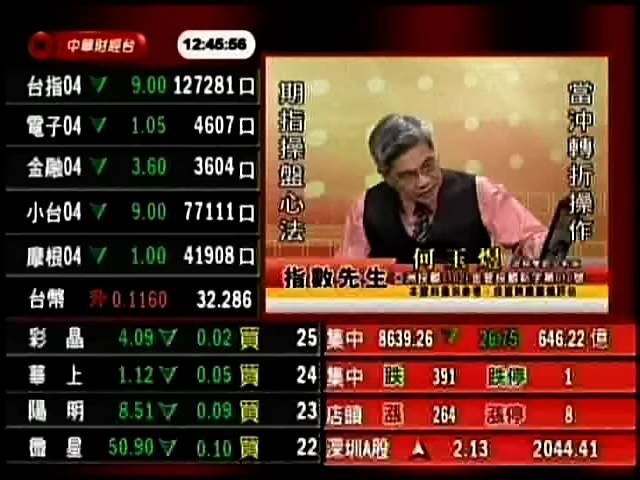 中華財經台
12:45:56
台指04 ▽ 9.00 127281口
電子04 ▽ 1.05 4607口
金融04 ▽ 3.60 3604口
小台04 ▽ 9.00 77111口
摩根04 ▽ 1.00 41908口
台幣 升0.1160 32.286
期指操盤心法
當沖轉折操作
何玉煌
指數先生
彩晶 4.09▽ 0.02 買 25
華上 1.12▽ 0.05 買 24
陽明 8.51▽ 0.09 買 23
微星 50.90▽ 0.10 買 22
集中 8639.26 ▽ 26.75 646.22億
集中 跌 391 跌停 1
店頭 漲 264 漲停 8
深圳A股 ▲ 2.13 2044.41